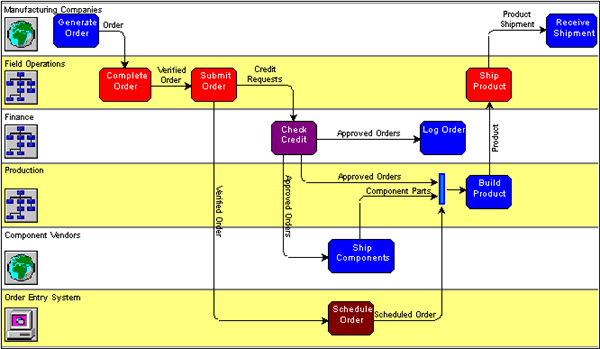 Manufacturing Companies
Generate
Order
Order
Product
Shipment
Receive
Shipment
Field Operations
Complete
Order
Verified
Order
Submit
Order
Credit
Requests
Ship
Product
Finance
Check
Credit
Approved Orders
Log Order
Product
Production
Approved Orders
Component Parts
Build
Product
Verified Order
Approved Orders
Component Vendors
Ship
Components
Order Entry System
Schedule
Order
Scheduled Order